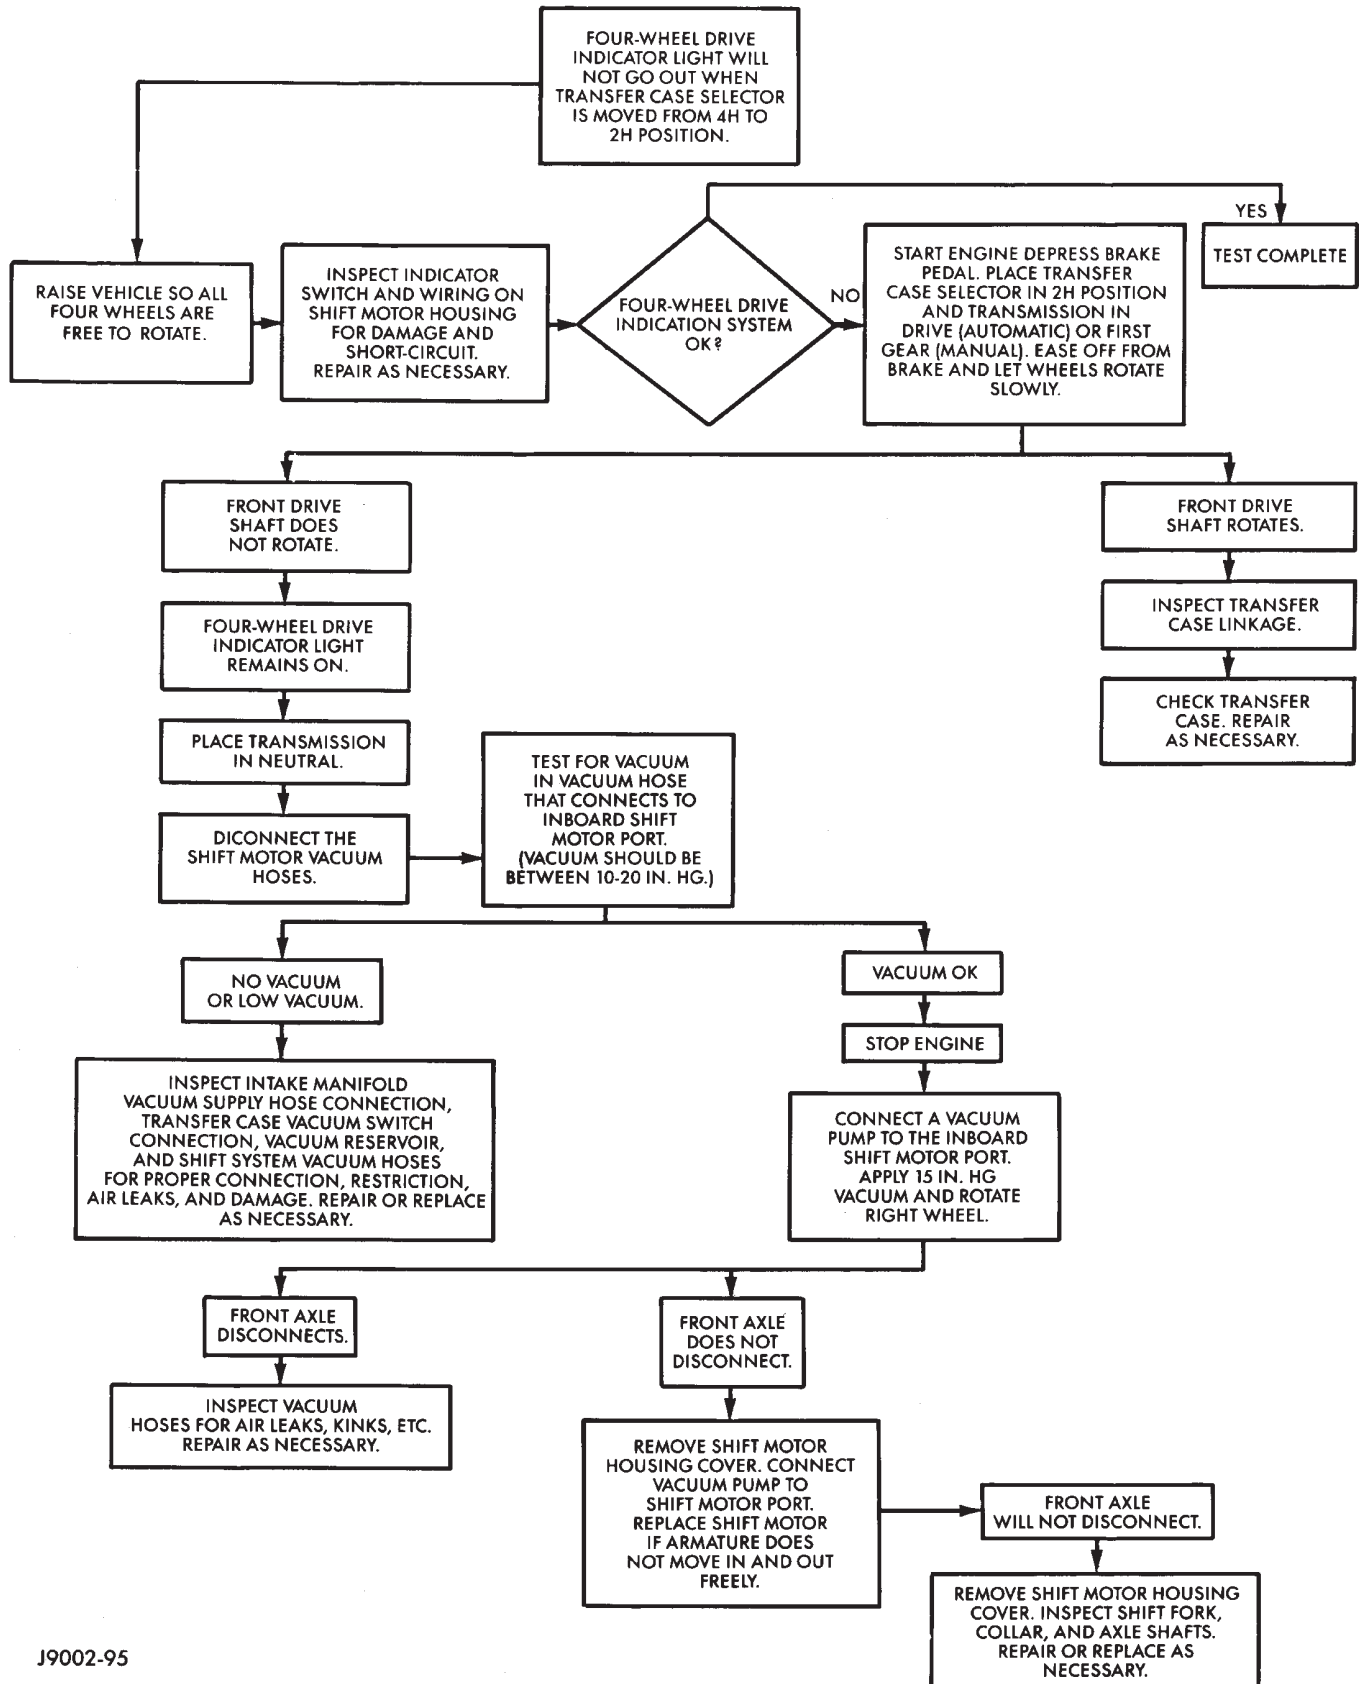 FOUR-WHEEL DRIVE
INDICATOR LIGHT WILL
NOT GO OUT WHEN
TRANSFER CASE SELECTOR
IS MOVED FROM 4H TO
2H POSITION.
RAISE VEHICLE SO ALL
FOUR WHEELS ARE
FREE TO ROTATE.
INSPECT INDICATOR
SWITCH AND WIRING ON
SHIFT MOTOR HOUSING
FOR DAMAGE AND
SHORT-CIRCUIT.
REPAIR AS NECESSARY.
FOUR-WHEEL DRIVE
INDICATION SYSTEM
OK?
YES
TEST COMPLETE
NO
START ENGINE DEPRESS BRAKE
PEDAL. PLACE TRANSFER
CASE SELECTOR IN 2H POSITION
AND TRANSMISSION IN
DRIVE (AUTOMATIC) OR FIRST
GEAR (MANUAL). EASE OFF FROM
BRAKE AND LET WHEELS ROTATE
SLOWLY.
FRONT DRIVE
SHAFT DOES
NOT ROTATE.
FOUR-WHEEL DRIVE
INDICATOR LIGHT
REMAINS ON.
PLACE TRANSMISSION
IN NEUTRAL.
DICONNECT THE
SHIFT MOTOR VACUUM
HOSES.
TEST FOR VACUUM
IN VACUUM HOSE
THAT CONNECTS TO
INBOARD SHIFT
MOTOR PORT.
(VACUUM SHOULD BE
BETWEEN 10-20 IN. HG.)
FRONT DRIVE
SHAFT ROTATES.
INSPECT TRANSFER
CASE LINKAGE.
CHECK TRANSFER
CASE. REPAIR
AS NECESSARY.
NO VACUUM
OR LOW VACUUM.
INSPECT INTAKE MANIFOLD
VACUUM SUPPLY HOSE CONNECTION,
TRANSFER CASE VACUUM SWITCH
CONNECTION, VACUUM RESERVOIR,
AND SHIFT SYSTEM VACUUM HOSES
FOR PROPER CONNECTION, RESTRICTION,
AIR LEAKS, AND DAMAGE. REPAIR OR REPLACE
AS NECESSARY.
VACUUM OK
STOP ENGINE
CONNECT A VACUUM
PUMP TO THE INBOARD
SHIFT MOTOR PORT.
APPLY 15 IN. HG
VACUUM AND ROTATE
RIGHT WHEEL.
FRONT AXLE
DISCONNECTS.
INSPECT VACUUM
HOSES FOR AIR LEAKS, KINKS, ETC.
REPAIR AS NECESSARY.
FRONT AXLE
DOES NOT
DISCONNECT.
REMOVE SHIFT MOTOR
HOUSING COVER. CONNECT
VACUUM PUMP TO
SHIFT MOTOR PORT.
REPLACE SHIFT MOTOR
IF ARMATURE DOES
NOT MOVE IN AND OUT
FREELY.
FRONT AXLE
WILL NOT DISCONNECT.
REMOVE SHIFT MOTOR HOUSING
COVER. INSPECT SHIFT FORK,
COLLAR, AND AXLE SHAFTS.
REPAIR OR REPLACE AS
NECESSARY.
J9002-95